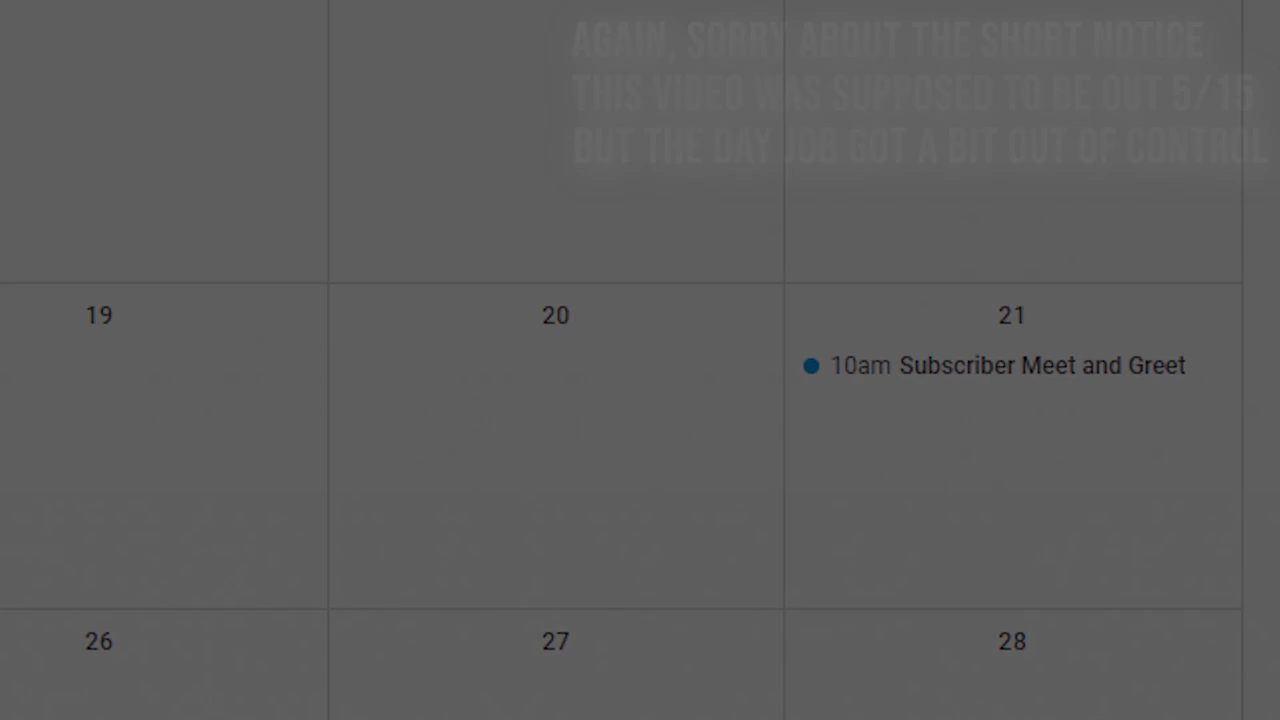 AGAIN, SORRY ABOUT THE SHORT NOTICE
THIS VIDEO WAS SUPPOSED TO BE OUT 5/15
BUT THE DAY JOB GOT A BIT OUT OF CONTROL
19 20 21
10am Subscriber Meet and Greet
26 27 28